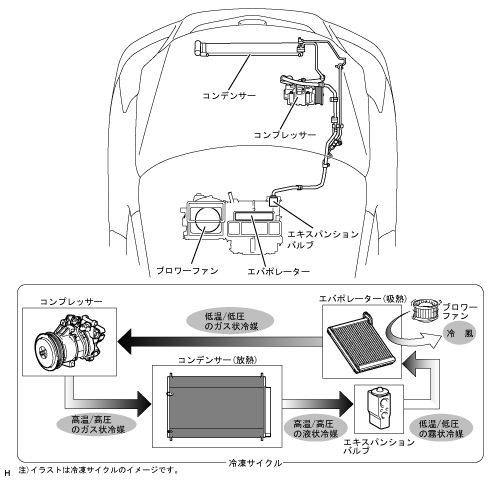 コンデンサー
コンプレッサー
エキスパンション
バルブ
ブロワーファン
エバポレーター
コンプレッサー
低温/低圧
のガス状冷媒
エバポレーター(吸熱)
ブロワー
ファン
冷 風
コンデンサー(放熱)
高温/高圧
のガス状冷媒
高温/高圧
の液状冷媒
エキスパンション
バルブ
低温/低圧
の霧状冷媒
冷凍サイクル
H 注)イラストは冷凍サイクルのイメージです。